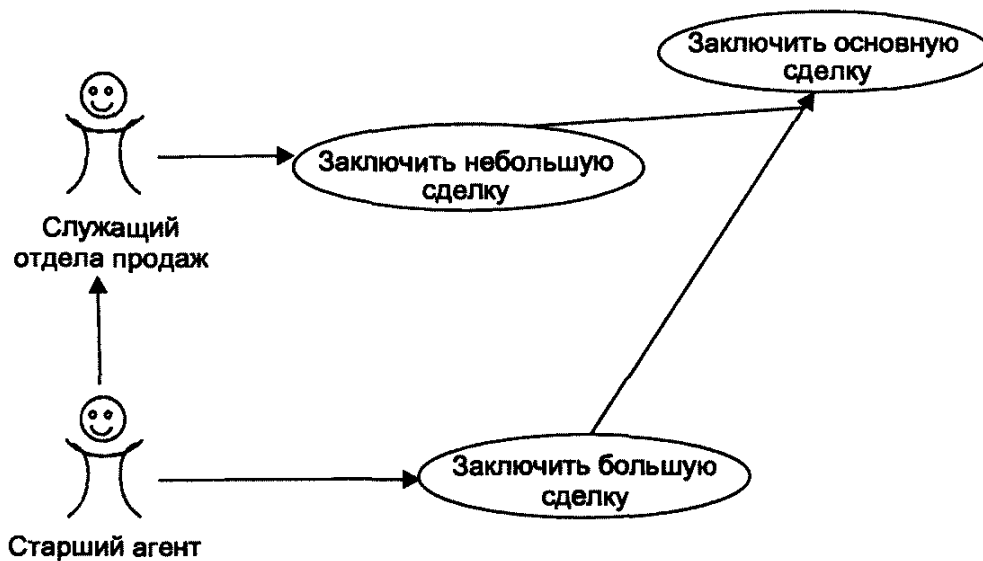 Заключить основную
сделку
Заключить небольшую
сделку
Служащий
отдела продаж
Заключить большую
сделку
Старший агент